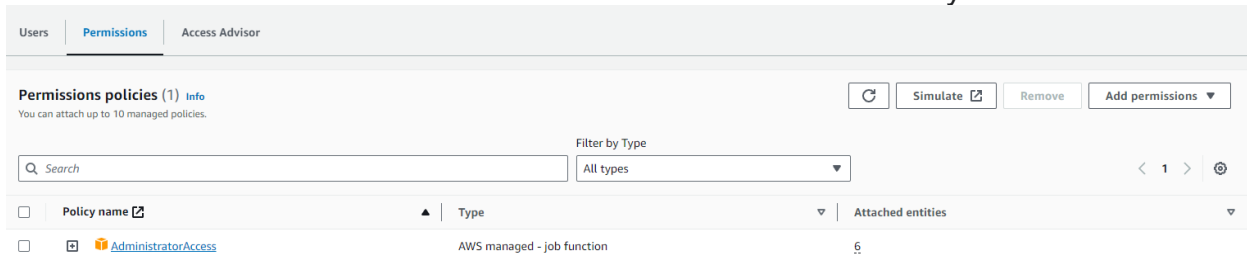 Users Permissions Access Advisor
Permissions policies (1) Info
You can attach up to 10 managed policies.
Simulate Remove Add permissions
Filter by Type
Search All types 1
Policy name Type Attached entities
AdministratorAccess AWS managed - job function 6